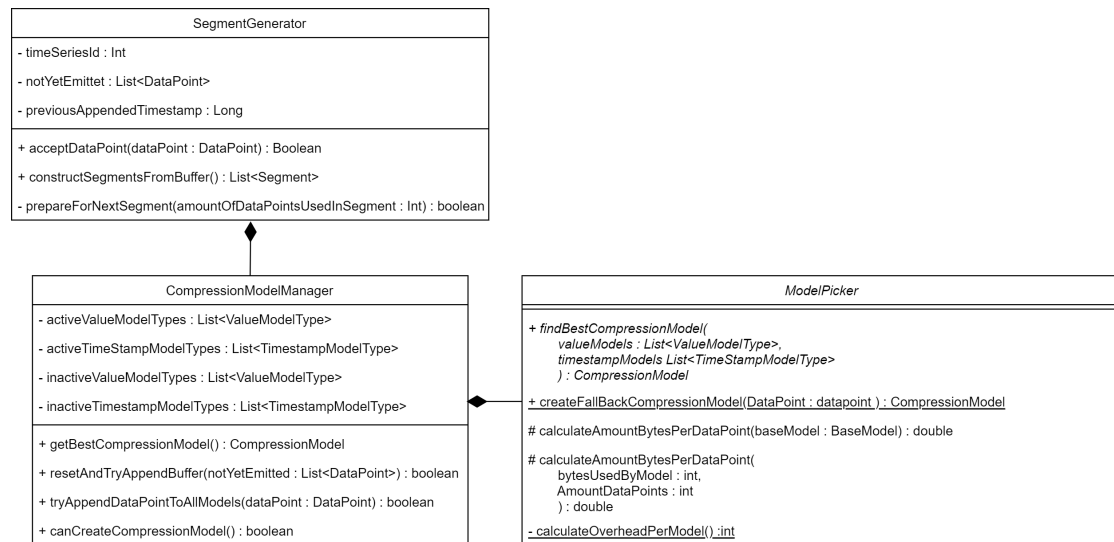 SegmentGenerator
- timeSeriesId : Int
- notYetEmittet : List<DataPoint>
- previousAppendedTimestamp : Long
+ acceptDataPoint(dataPoint : DataPoint) : Boolean
+ constructSegmentsFromBuffer() : List<Segment>
- prepareForNextSegment(amountOfDataPointsUsedInSegment : Int) : boolean
CompressionModelManager
- activeValueModelTypes : List<ValueModelType>
- activeTimeStampModelTypes : List<TimestampModelType>
- inactiveValueModelTypes : List<ValueModelType>
- inactiveTimestampModelTypes : List<TimestampModelType>
+ getBestCompressionModel() : CompressionModel
+ resetAndTryAppendBuffer(notYetEmitted : List<DataPoint>) : boolean
+ tryAppendDataPointToAllModels(dataPoint : DataPoint) : boolean
+ canCreateCompressionModel() : boolean
ModelPicker
+ findBestCompressionModel(
valueModels : List<ValueModelType>,
timestampModels List<TimeStampModelType>
) : CompressionModel
+ createFallBackCompressionModel(DataPoint : datapoint ) : CompressionModel
# calculateAmountBytesPerDataPoint(baseModel : BaseModel) : double
# calculateAmountBytesPerDataPoint(
bytesUsedByModel : int,
AmountDataPoints : int
) : double
- calculateOverheadPerModel() :int